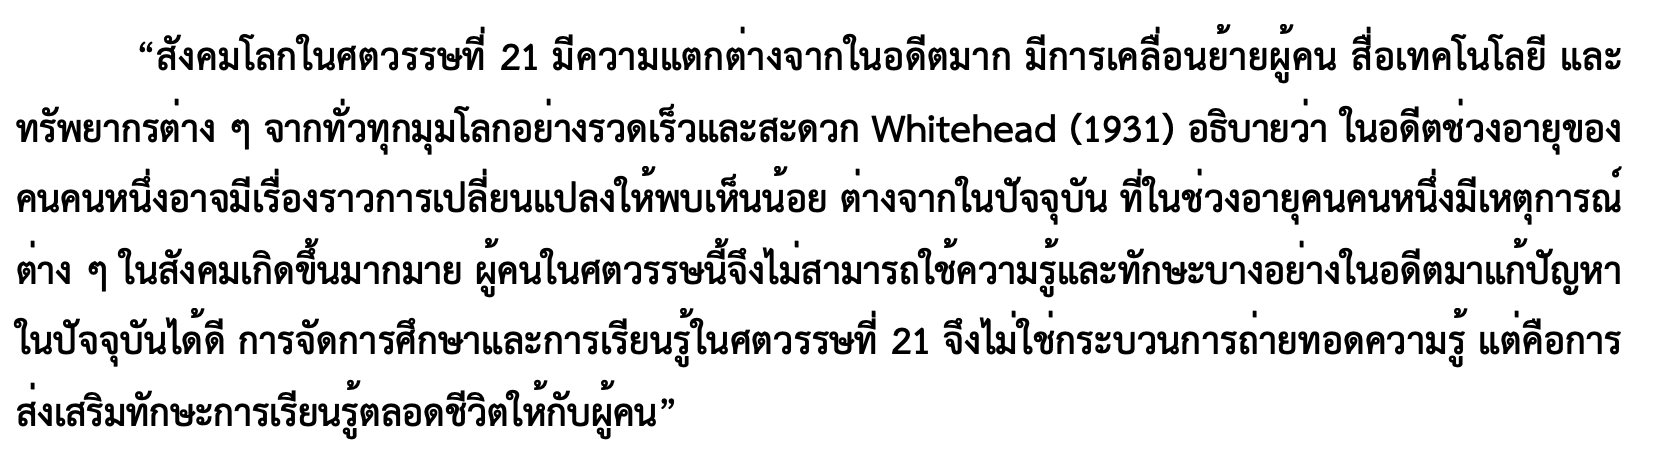 “สังคมโลกในศตวรรษที่ 21 มีความแตกต่างจากในอดีตมาก มีการเคลื่อนย้ายผู้คน สื่อเทคโนโลยี และ
ทรัพยากรต่าง ๆ จากทั่วทุกมุมโลกอย่างรวดเร็วและสะดวก Whitehead (1931) อธิบายว่า ในอดีตช่วงอายุของ
คนคนหนึ่งอาจมีเรื่องราวการเปลี่ยนแปลงให้พบเห็นน้อย ต่างจากในปัจจุบัน ที่ในช่วงอายุคนคนหนึ่งมีเหตุการณ์
ต่าง ๆ ในสังคมเกิดขึ้นมากมาย ผู้คนในศตวรรษนี้จึงไม่สามารถใช้ความรู้และทักษะบางอย่างในอดีตมาแก้ปัญหา
ในปัจจุบันได้ดี การจัดการศึกษาและการเรียนรู้ในศตวรรษที่ 21 จึงไม่ใช่กระบวนการถ่ายทอดความรู้ แต่คือการ
ส่งเสริมทักษะการเรียนรู้ตลอดชีวิตให้กับผู้คน”